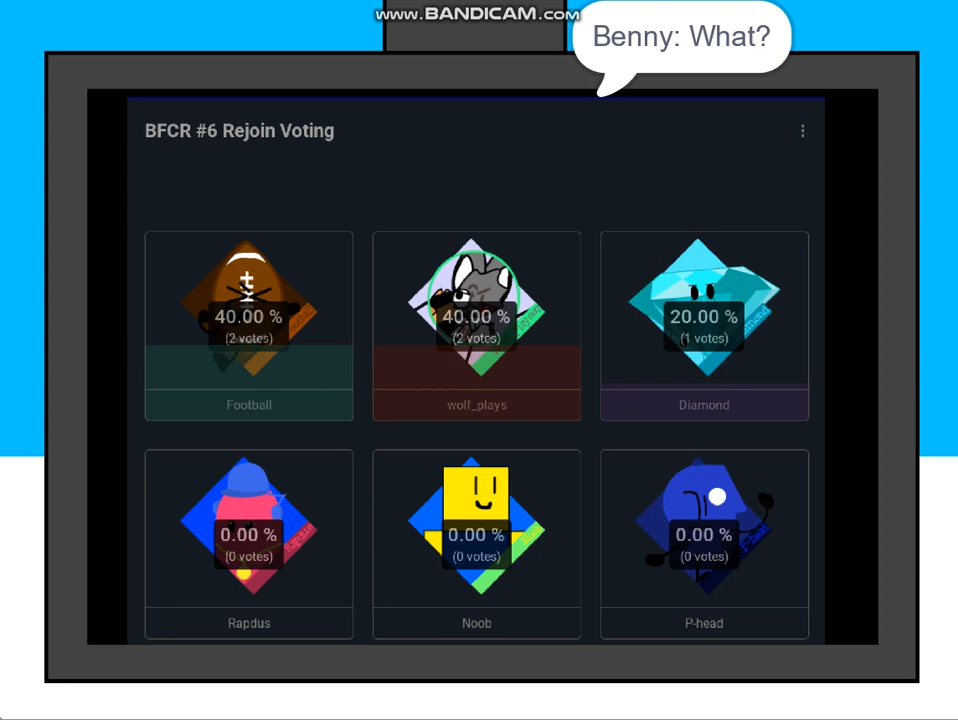 www.BANDICAM.com
Benny: What?
BFCR #6 Rejoin Voting
40.00 %
(2 votes)
Football
40.00 %
(2 votes)
wolf_plays
20.00 %
(1 votes)
Diamond
0.00 %
(0 votes)
Rapdus
0.00 %
(0 votes)
Noob
0.00 %
(0 votes)
P-head